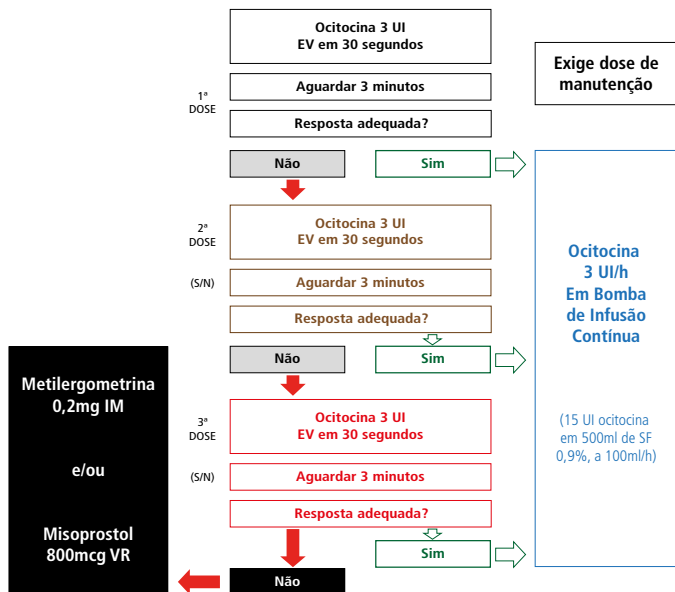 Ocitocina 3 UI
EV em 30 segundos
Exige dose de
manutenção
1ª
DOSE
Aguardar 3 minutos
Resposta adequada?
Não
Sim
2ª
DOSE
Ocitocina 3 UI
EV em 30 segundos
(S/N)
Aguardar 3 minutos
Resposta adequada?
Não
Sim
Ocitocina
3 UI/h
Em Bomba
de Infusão
Contínua
(15 UI ocitocina
em 500ml de SF
0,9%, a 100ml/h)
3ª
DOSE
Ocitocina 3 UI
EV em 30 segundos
(S/N)
Aguardar 3 minutos
Resposta adequada?
Sim
Não
Metilergometrina
0,2mg IM
e/ou
Misoprostol
800mcg VR